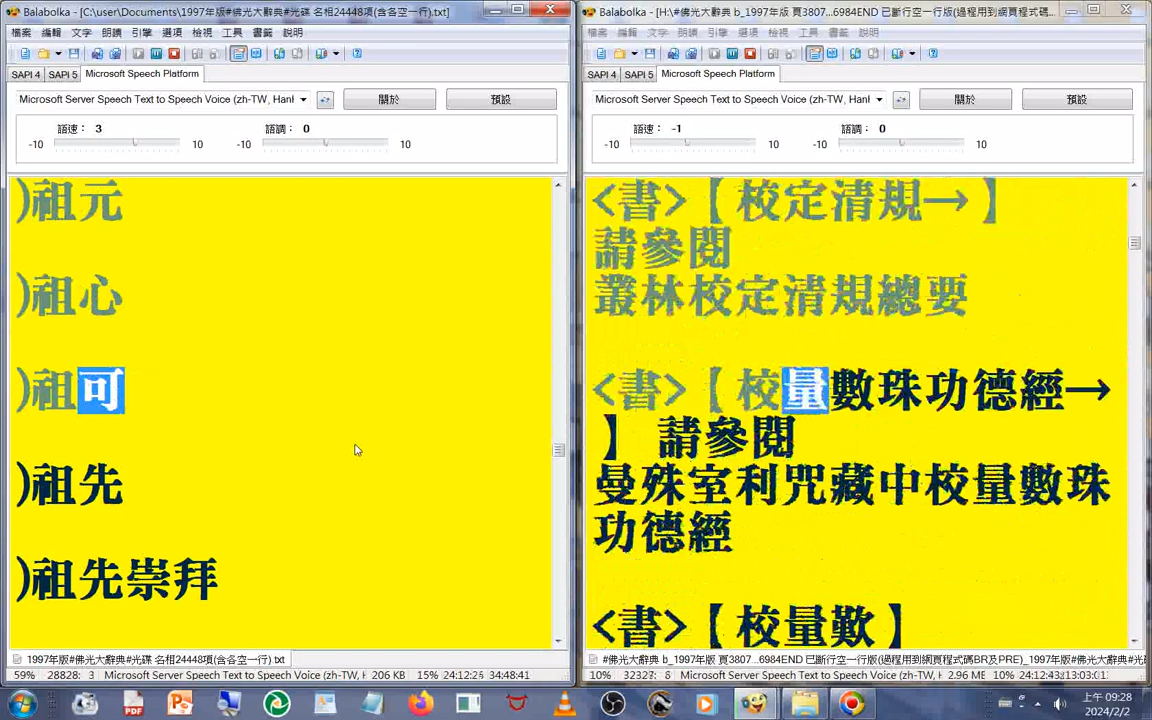 Balabolka - [C:\user\Documents\1997年版#佛光大辭典#光碟 名相24448項(含各空一行).txt]
檔案 編輯 文字 朗讀 引擎 選項 檢視 工具 書籤 說明
SAPI 4 SAPI 5 Microsoft Speech Platform
Microsoft Server Speech Text to Speech Voice (zh-TW, Hanl 關於 預設
語速: 3 語調: 0
-10 10 -10 10
)祖元
)祖心
)祖可
)祖先
)祖先崇拜
1997年版#佛光大辭典#光碟 名相24448項(含各空一行).txt
59% 28828: 3 Microsoft Server Speech Text to Speech Voice (zh-TW, H 206 KB 15% 24:12:25 34:48:41
Balabolka - [H:\#佛光大辭典 b_1997年版 頁3807...6984END 已斷行空一行版(過程用到網頁程式碼
檔案 編輯 文字 朗讀 引擎 選項 檢視 工具 書籤 說明
SAPI 4 SAPI 5 Microsoft Speech Platform
Microsoft Server Speech Text to Speech Voice (zh-TW, Hanl 關於 預設
語速: -1 語調: 0
-10 10 -10 10
<書>【 校定清規→ 】
請參閱
叢林校定清規總要
<書>【 校量數珠功德經→
】 請參閱
曼殊室利咒藏中校量數珠
功德經
<書>【 校量歎 】
#佛光大辭典 b_1997年版 頁3807...6984END 已斷行空一行版(過程用到網頁程式碼BR及PRE)_1997年版#光
10% 32327: 8 Microsoft Server Speech Text to Speech Voice (zh-TW, H 2.96 ME 10% 24:12:43
上午 09:28
2024/2/2